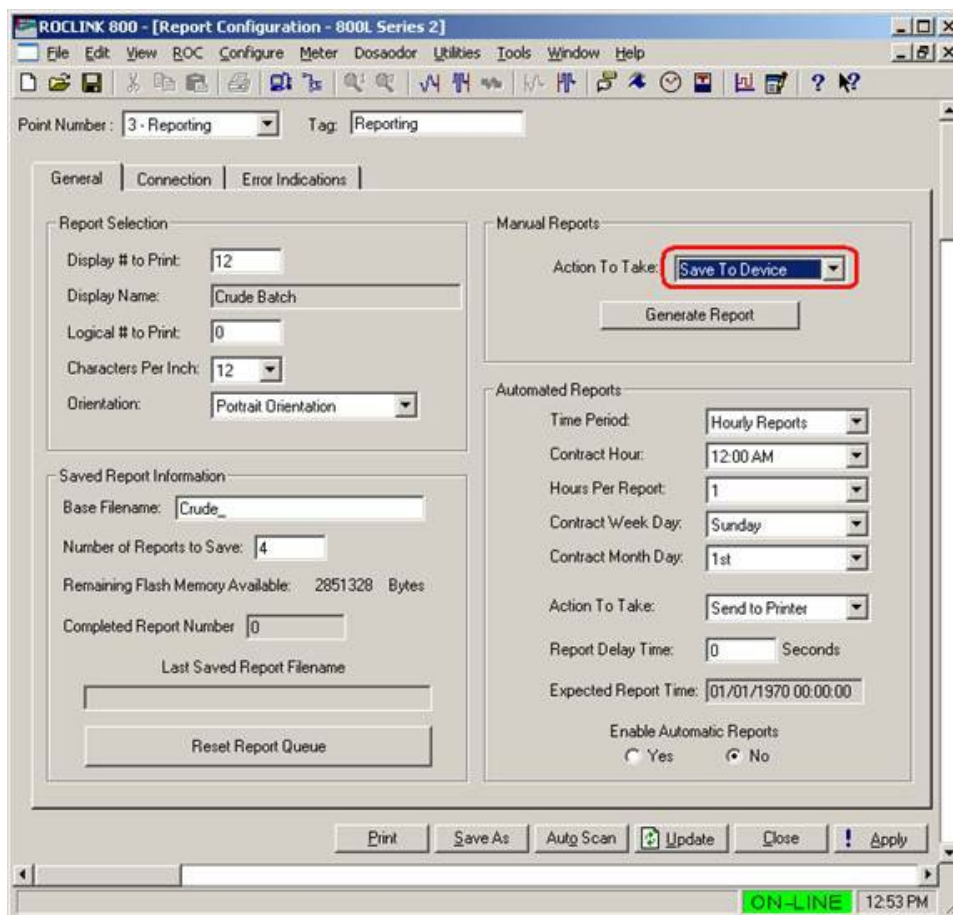 ROCLINK 800 - [Report Configuration - 800L Series 2]
File Edit View ROC Configure Meter Dosaodor Utilities Tools Window Help
Point Number : 3 - Reporting Tag: Reporting
General Connection Error Indications
Report Selection
Display # to Print: 12
Display Name: Crude Batch
Logical # to Print: 0
Characters Per Inch: 12
Orientation: Portrait Orientation
Saved Report Information
Base Filename: Crude_
Number of Reports to Save: 4
Remaining Flash Memory Available: 2851328 Bytes
Completed Report Number 0
Last Saved Report Filename
Reset Report Queue
Manual Reports
Action To Take: Save To Device
Generate Report
Automated Reports
Time Period: Hourly Reports
Contract Hour: 12:00 AM
Hours Per Report: 1
Contract Week Day: Sunday
Contract Month Day: 1st
Action To Take: Send to Printer
Report Delay Time: 0 Seconds
Expected Report Time: 01/01/1970 00:00:00
Enable Automatic Reports
Yes No
Print Save As Auto Scan Update Close ! Apply
ON-LINE 12:53 PM